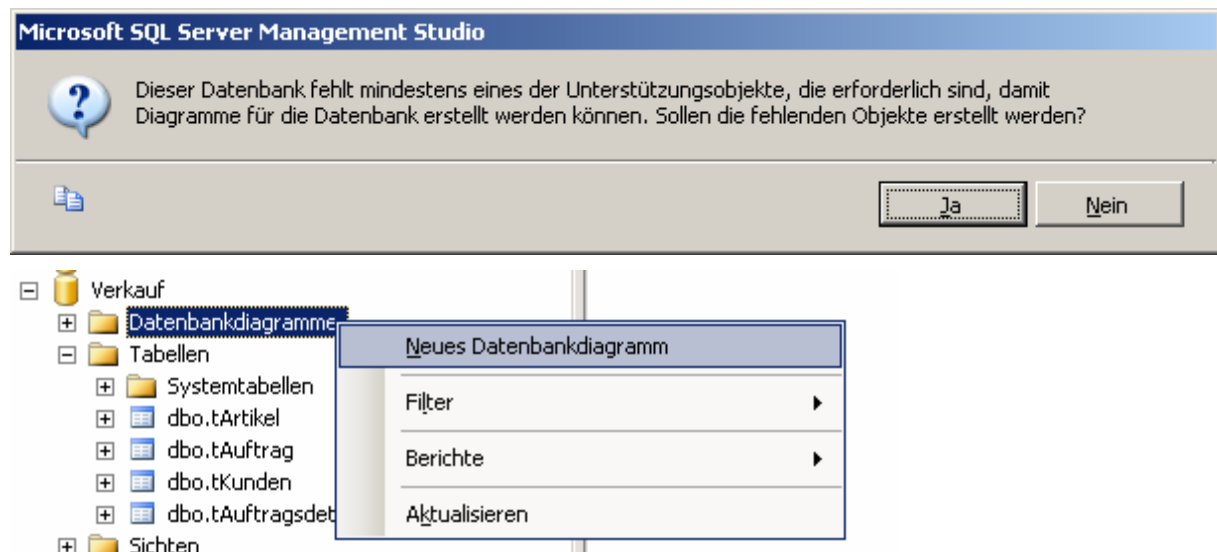 Microsoft SQL Server Management Studio
Dieser Datenbank fehlt mindestens eines der Unterstützungsobjekte, die erforderlich sind, damit
Diagramme für die Datenbank erstellt werden können. Sollen die fehlenden Objekte erstellt werden?
Ja
Nein
Verkauf
Datenbankdiagramme
Neues Datenbankdiagramm
Tabellen
Systemtabellen
Filter
dbo.tArtikel
dbo.tAuftrag
Berichte
dbo.tKunden
dbo.tAuftragsdet
Aktualisieren
Sichten